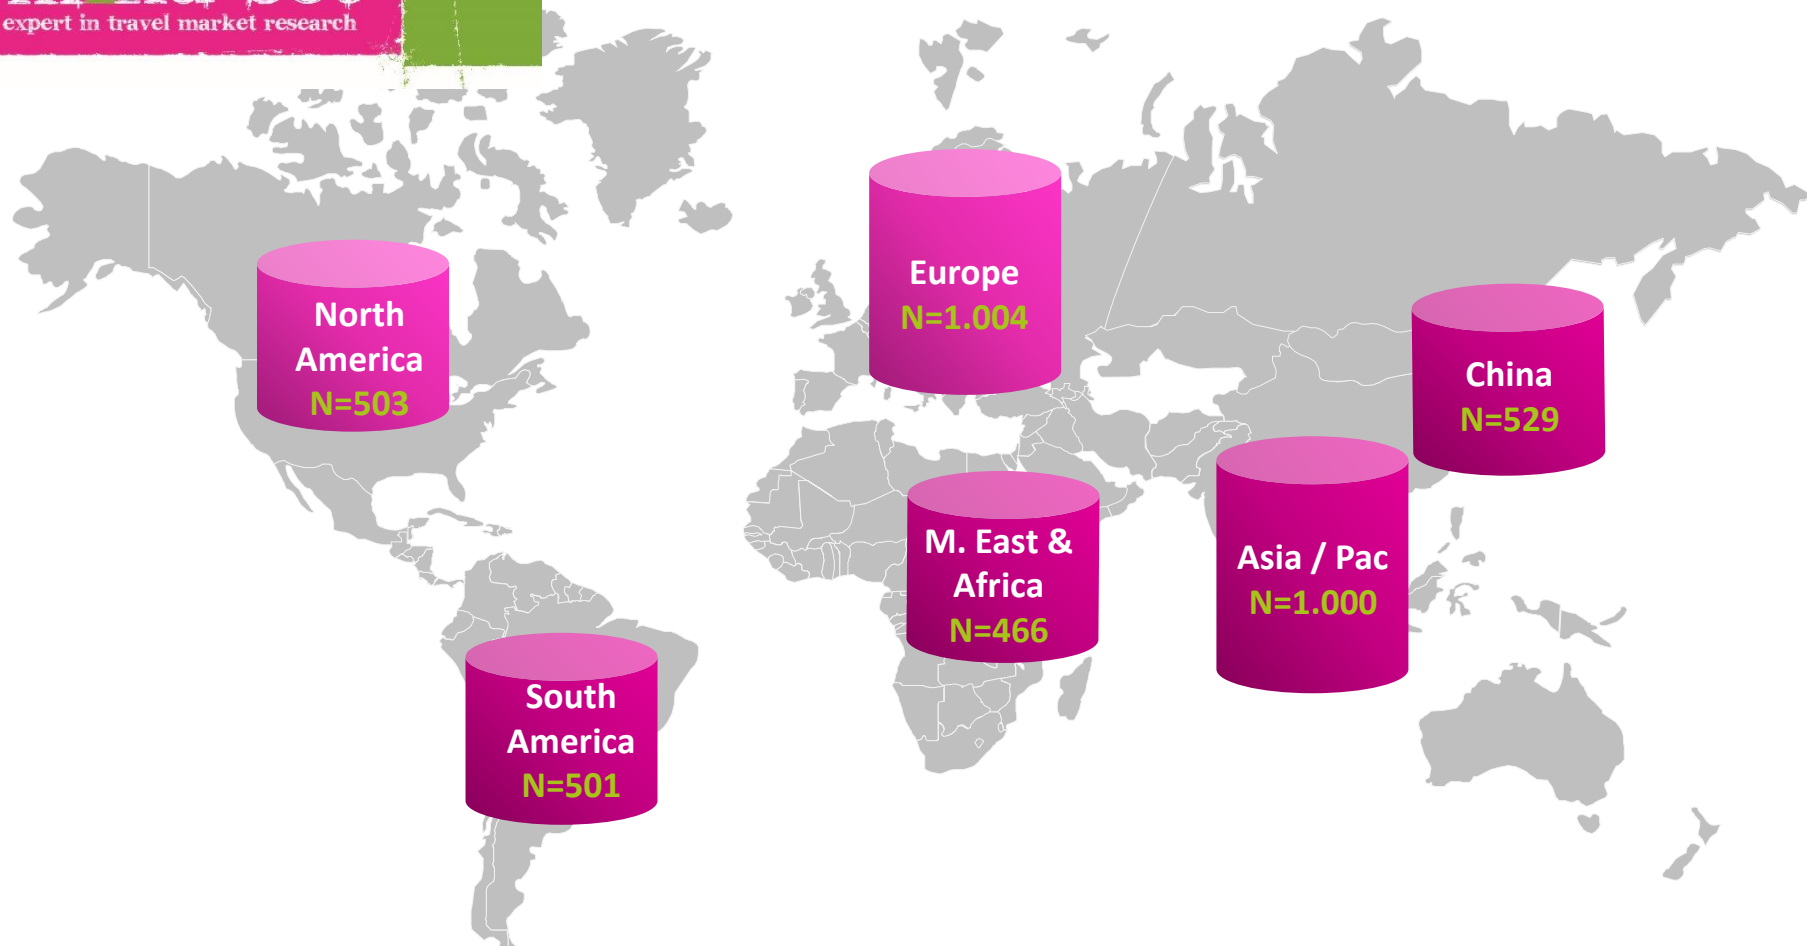 expert in travel market research
Europe
N=1.004
North
America
N=503
China
N=529
M. East &
Africa
N=466
Asia / Pac
N=1.000
South
America
N=501